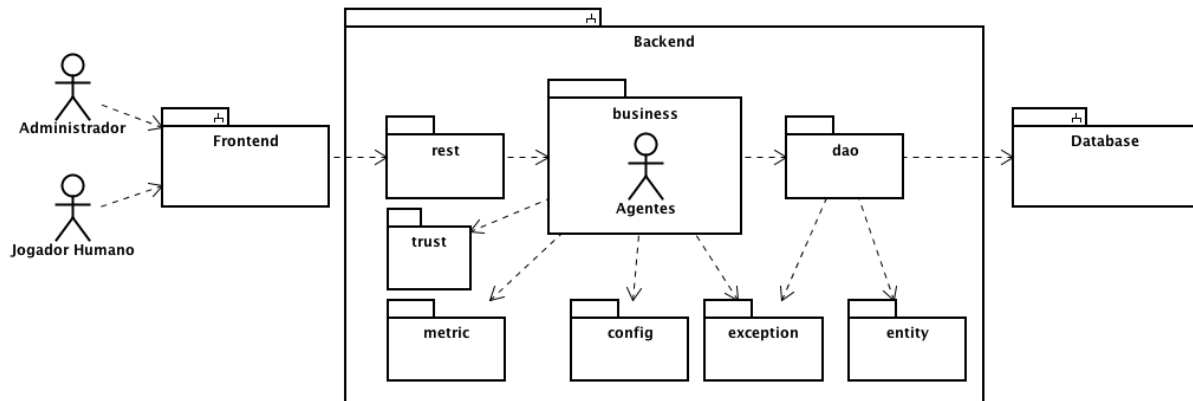 Backend
Administrador
Frontend
rest
business
dao
Database
Agentes
Jogador Humano
trust
metric
config
exception
entity